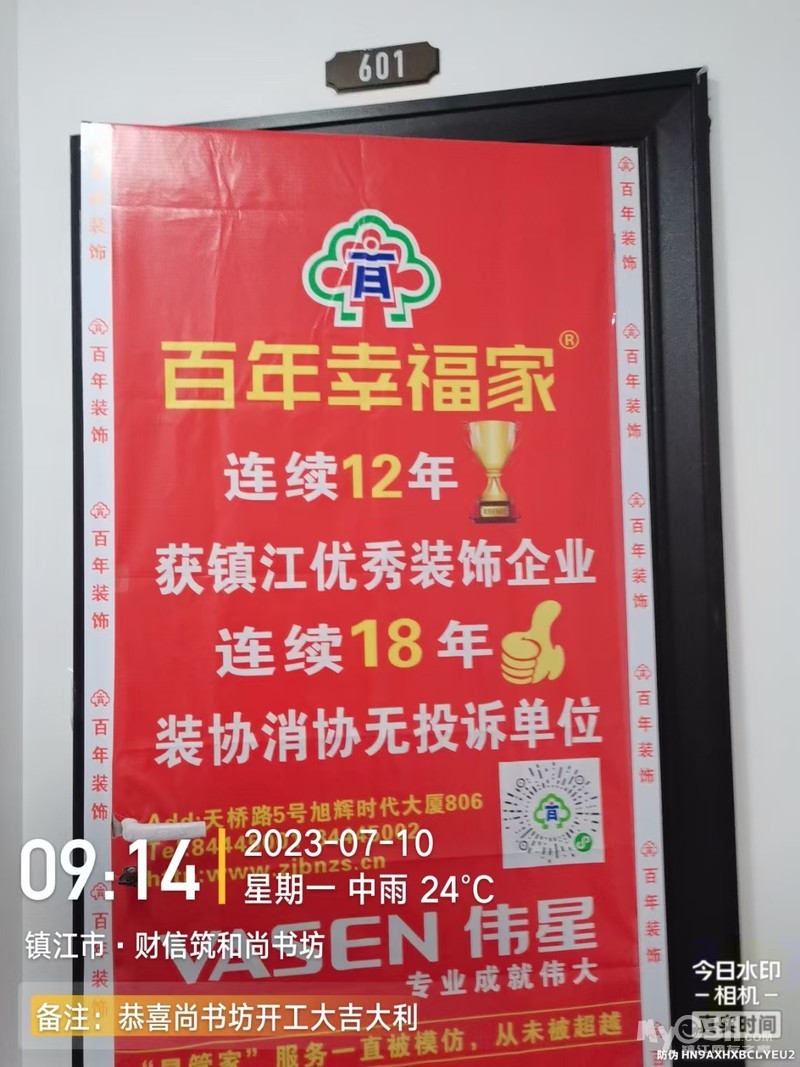 601
百年幸福家®
连续12年
获镇江优秀装饰企业
连续18年
装协消协无投诉单位
Add:天桥路5号旭辉时代大厦806
www.zjbnzs.cn
VASEN 伟星
专业成就伟大
服务一直被模仿，从未被超越
百年装饰
百年装饰
百年装饰
百年装饰
百年装饰
百年装饰
百年装饰
百年装饰
百年装饰
09:14
2023-07-10
星期一 中雨 24°C
镇江市·财信筑和尚书坊
备注：恭喜尚书坊开工大吉大利
今日水印
-相机-
真实时间
防伪 HN9AXHXBCLYEU2